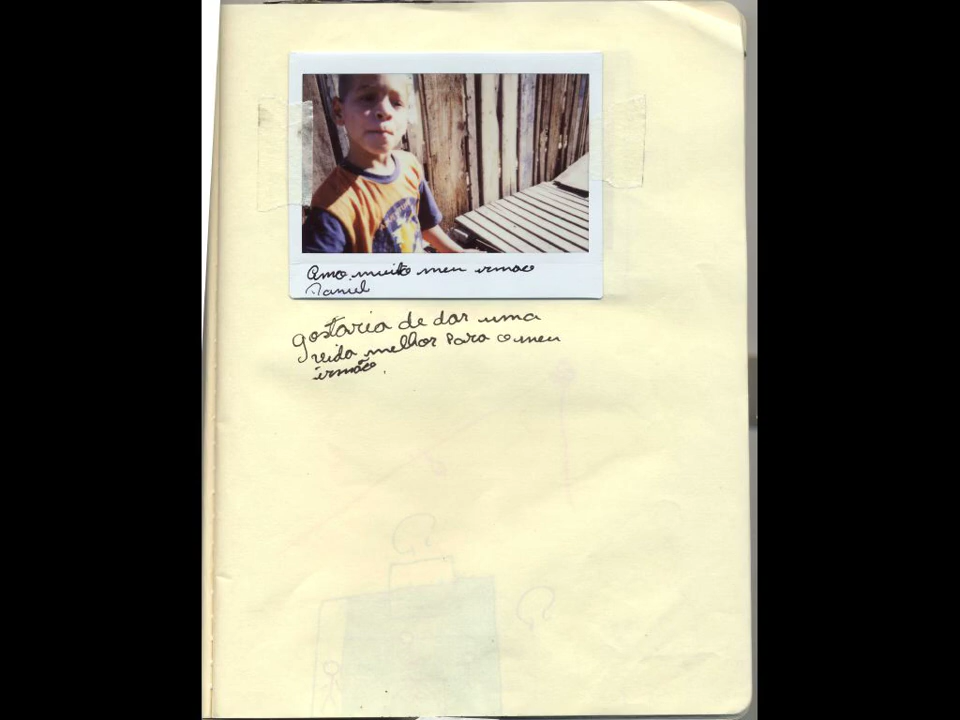 Amo muito meu irmão
Daniel
gostaria de dar uma
vida melhor para o meu
irmão.